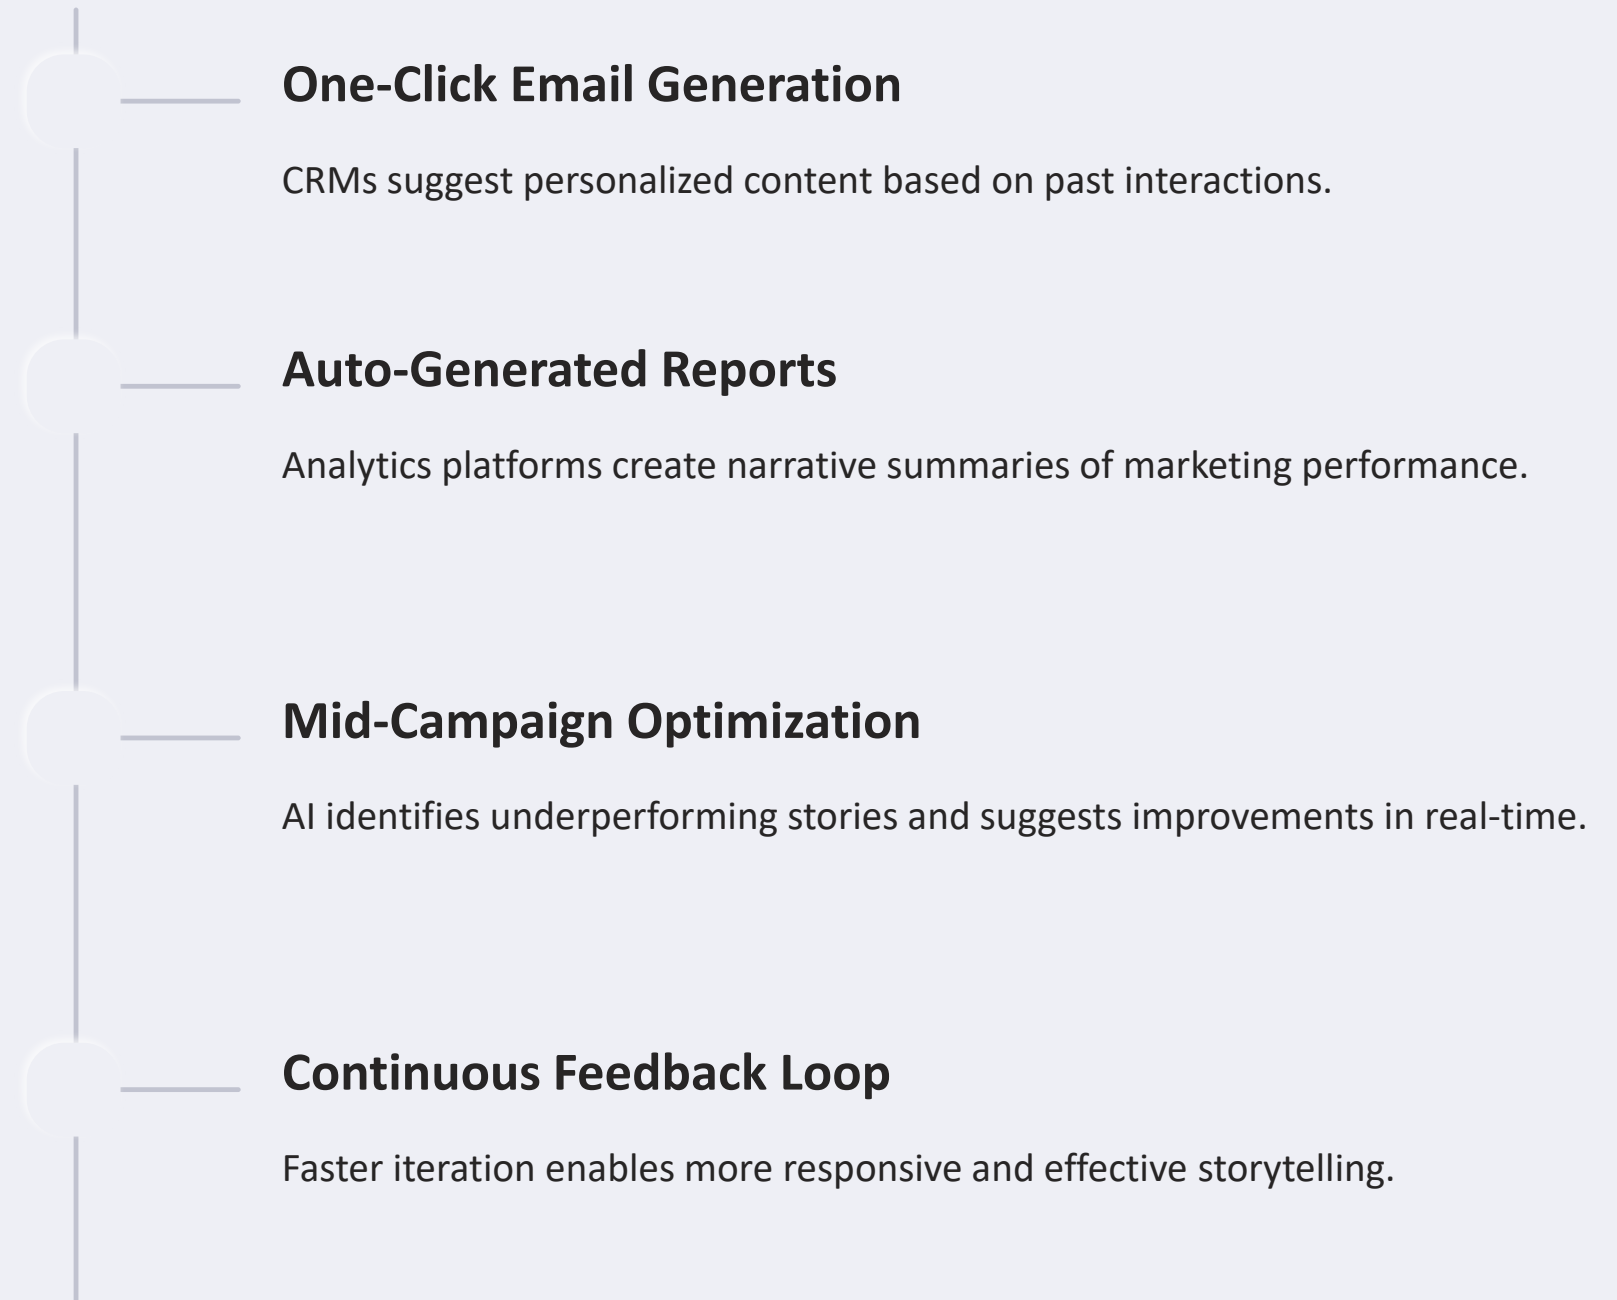 One-Click Email Generation
CRMs suggest personalized content based on past interactions.
Auto-Generated Reports
Analytics platforms create narrative summaries of marketing performance.
Mid-Campaign Optimization
AI identifies underperforming stories and suggests improvements in real-time.
Continuous Feedback Loop
Faster iteration enables more responsive and effective storytelling.